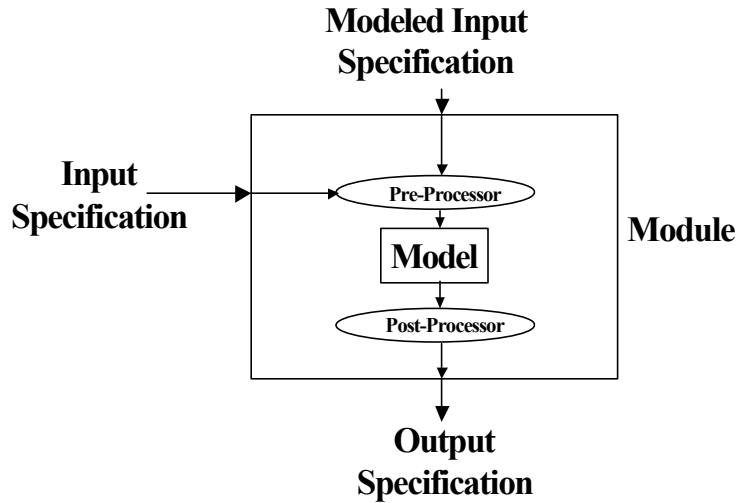 Modeled Input
Specification
Input
Specification
Pre-Processor
Model
Module
Post-Processor
Output
Specification